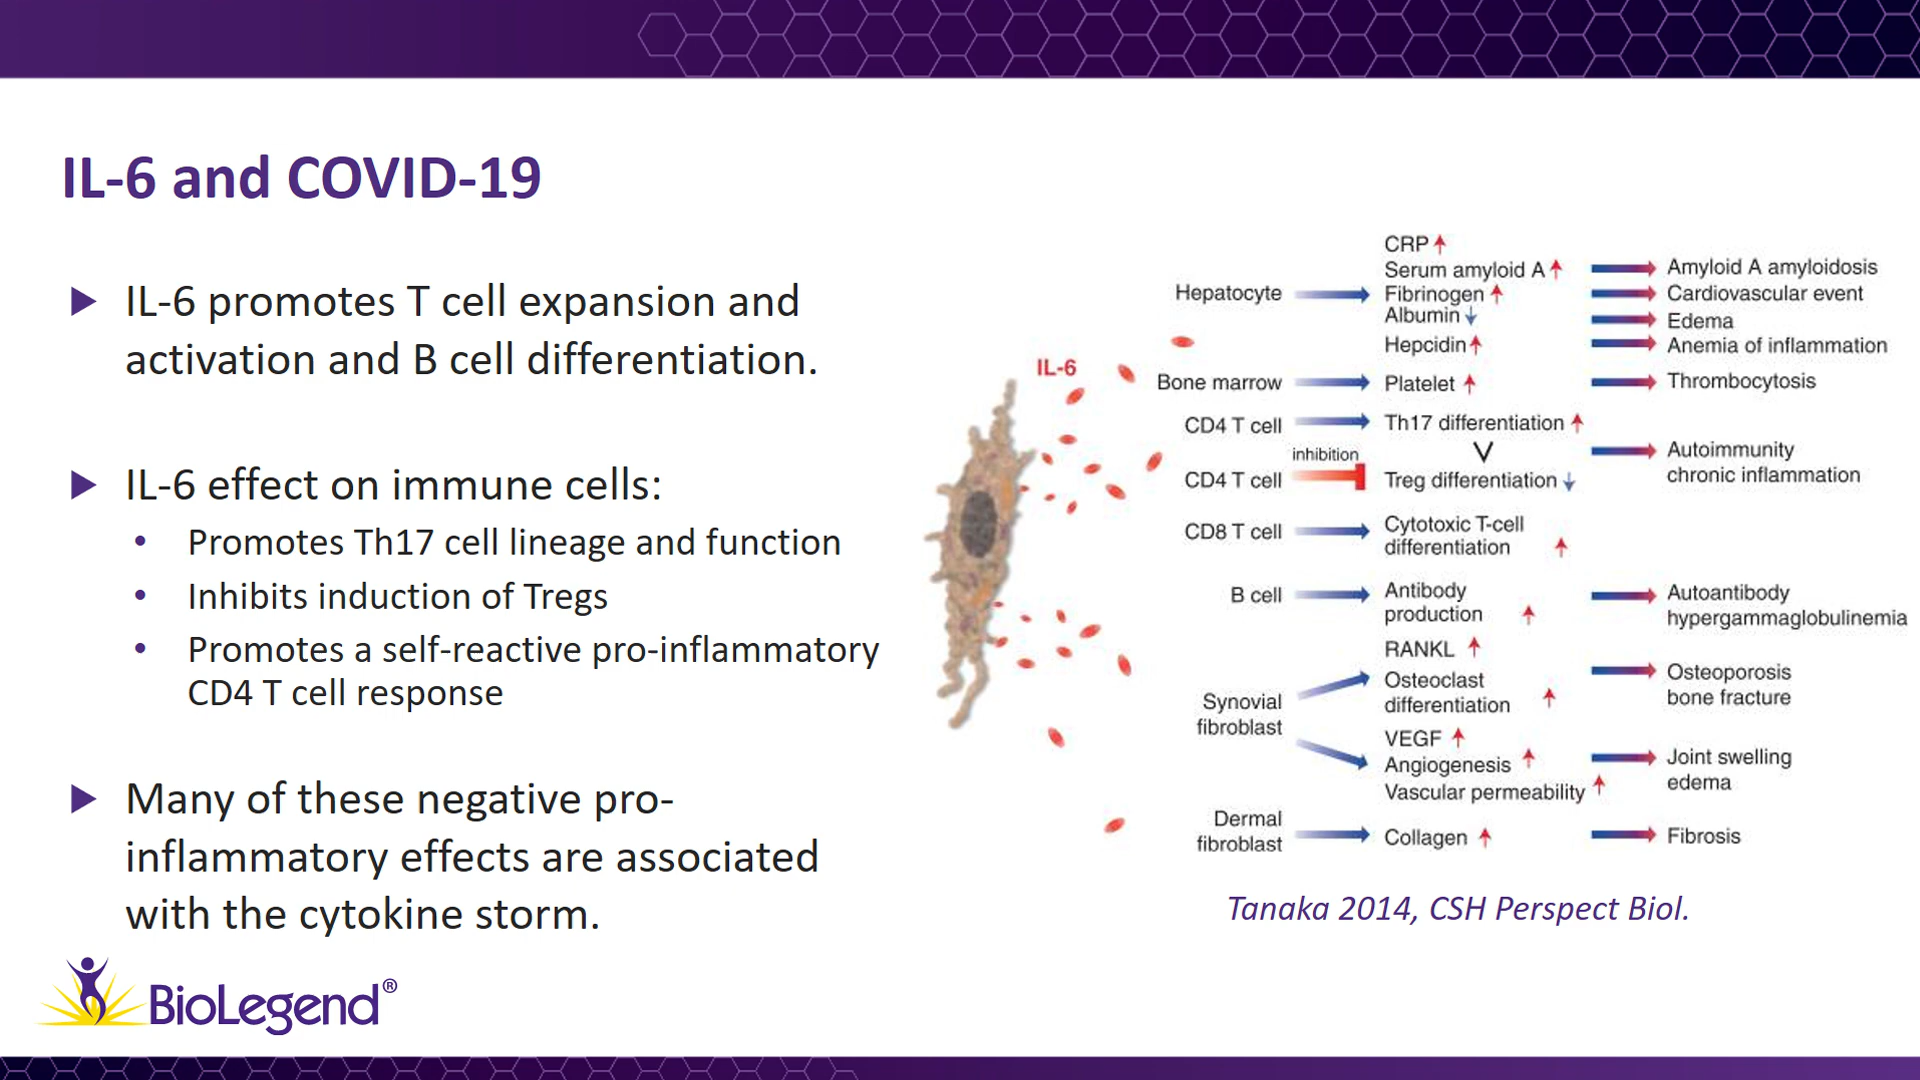 IL-6 and COVID-19
IL-6 promotes T cell expansion and
activation and B cell differentiation.
IL-6 effect on immune cells:
• Promotes Th17 cell lineage and function
• Inhibits induction of Tregs
• Promotes a self-reactive pro-inflammatory
CD4 T cell response
Many of these negative pro-
inflammatory effects are associated
with the cytokine storm.
IL-6
Hepatocyte
CRP
Serum amyloid A
Fibrinogen
Albumin
Hepcidin
Amyloid A amyloidosis
Cardiovascular event
Edema
Anemia of inflammation
Bone marrow
Platelet
Thrombocytosis
CD4 T cell
Th17 differentiation
V
inhibition
CD4 T cell
Treg differentiation
Autoimmunity
chronic inflammation
CD8 T cell
Cytotoxic T-cell
differentiation
B cell
Antibody
production
Autoantibody
hypergammaglobulinemia
Synovial
fibroblast
RANKL
Osteoclast
differentiation
Osteoporosis
bone fracture
VEGF
Angiogenesis
Vascular permeability
Joint swelling
edema
Dermal
fibroblast
Collagen
Fibrosis
Tanaka 2014, CSH Perspect Biol.
BioLegend®